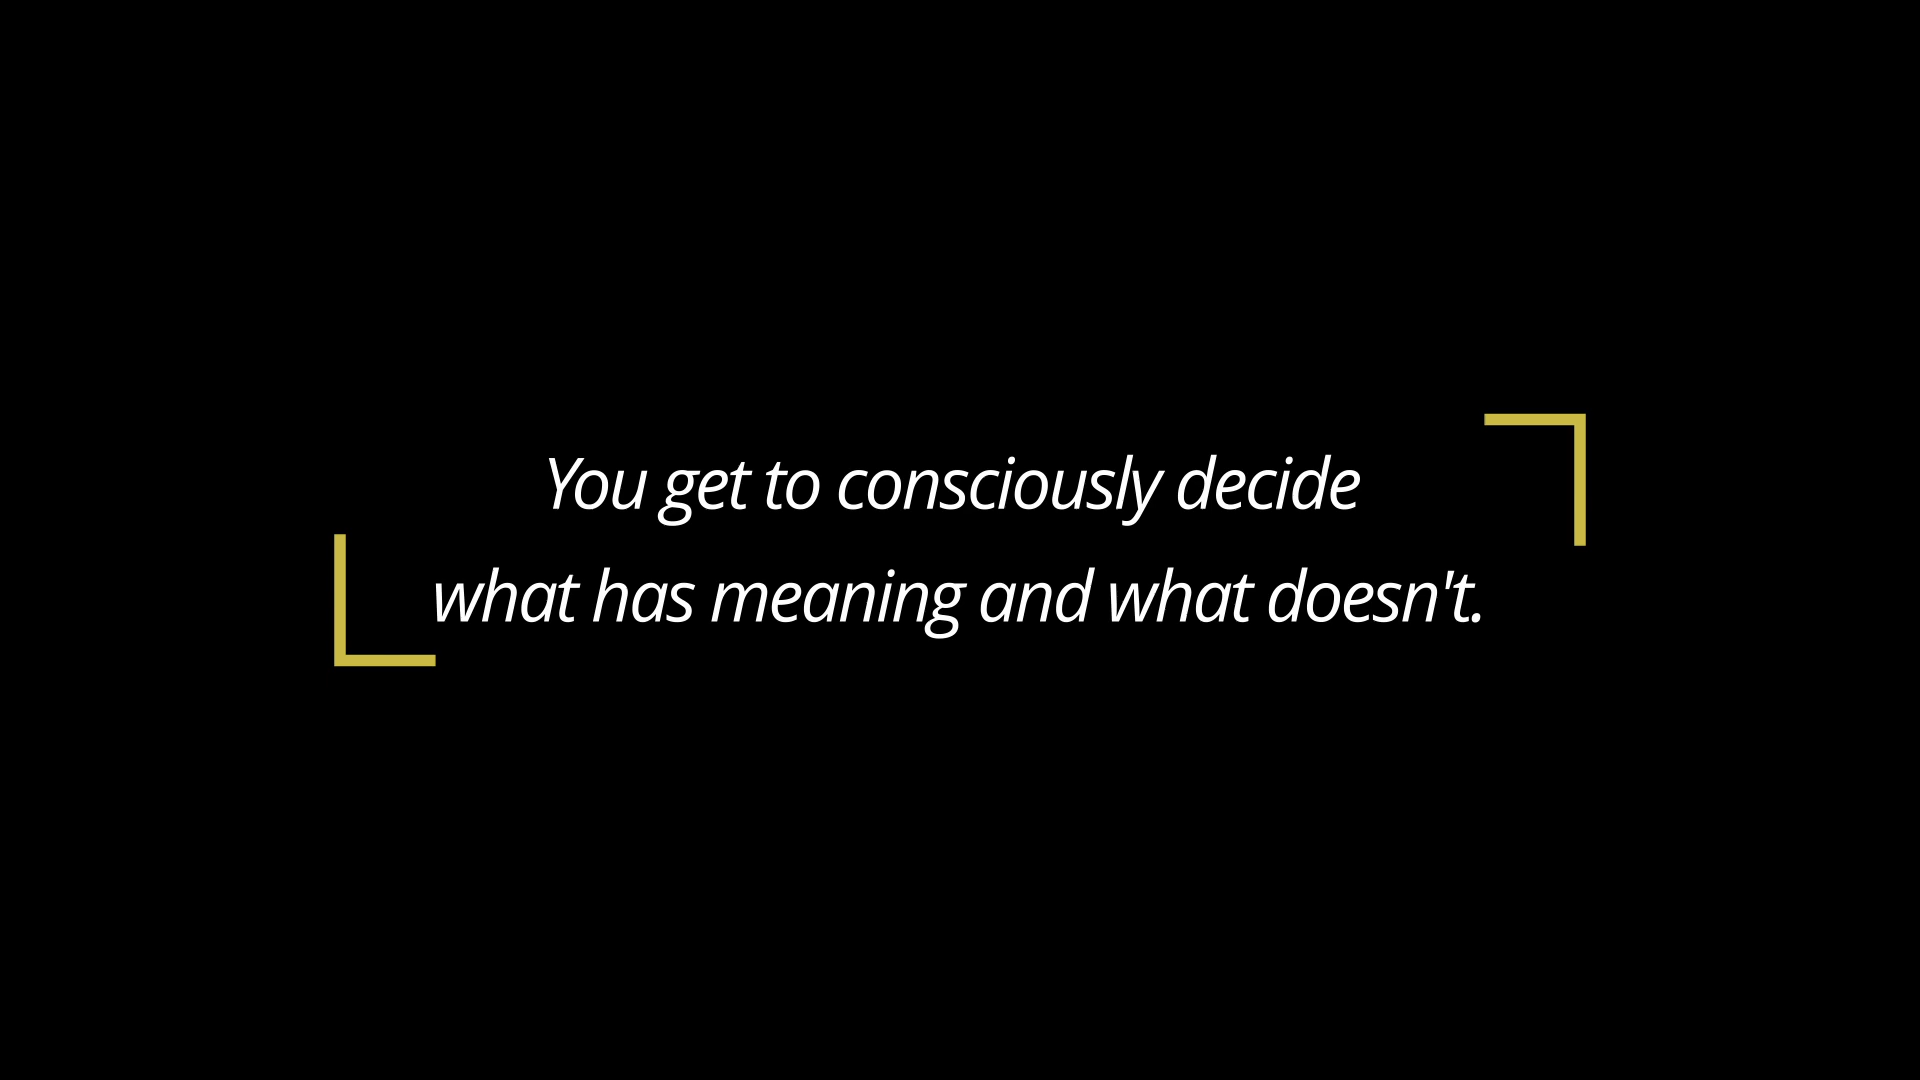 You get to consciously decide
what has meaning and what doesn't.